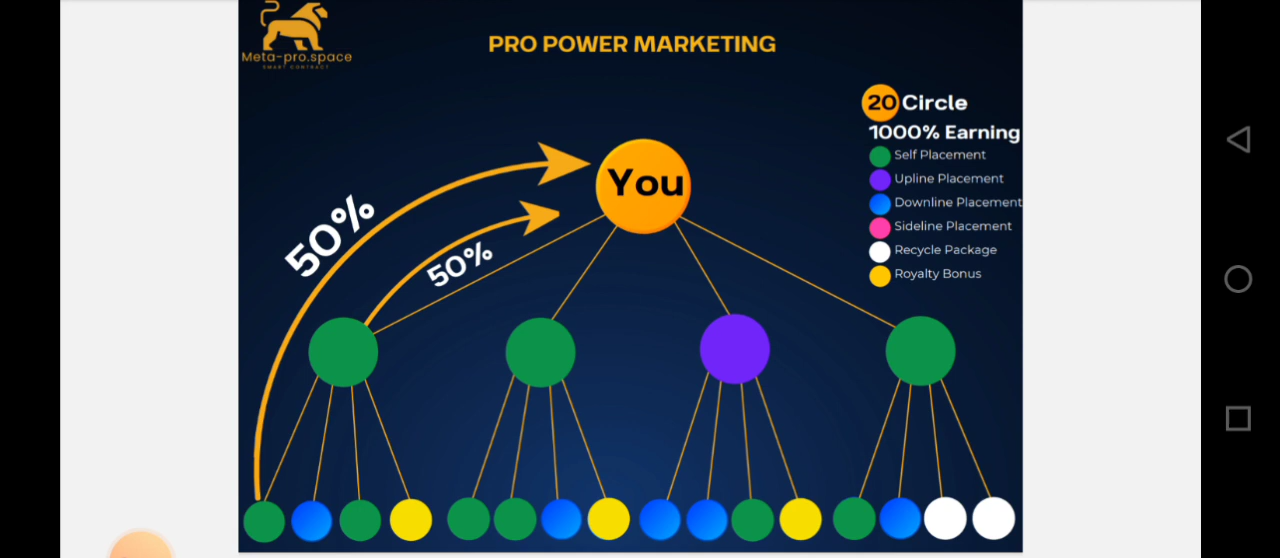 Meta-pro.space
SMART CONTRACT
PRO POWER MARKETING
20 Circle
1000% Earning
Self Placement
Upline Placement
Downline Placement
Sideline Placement
Recycle Package
Royalty Bonus
You
50%
50%